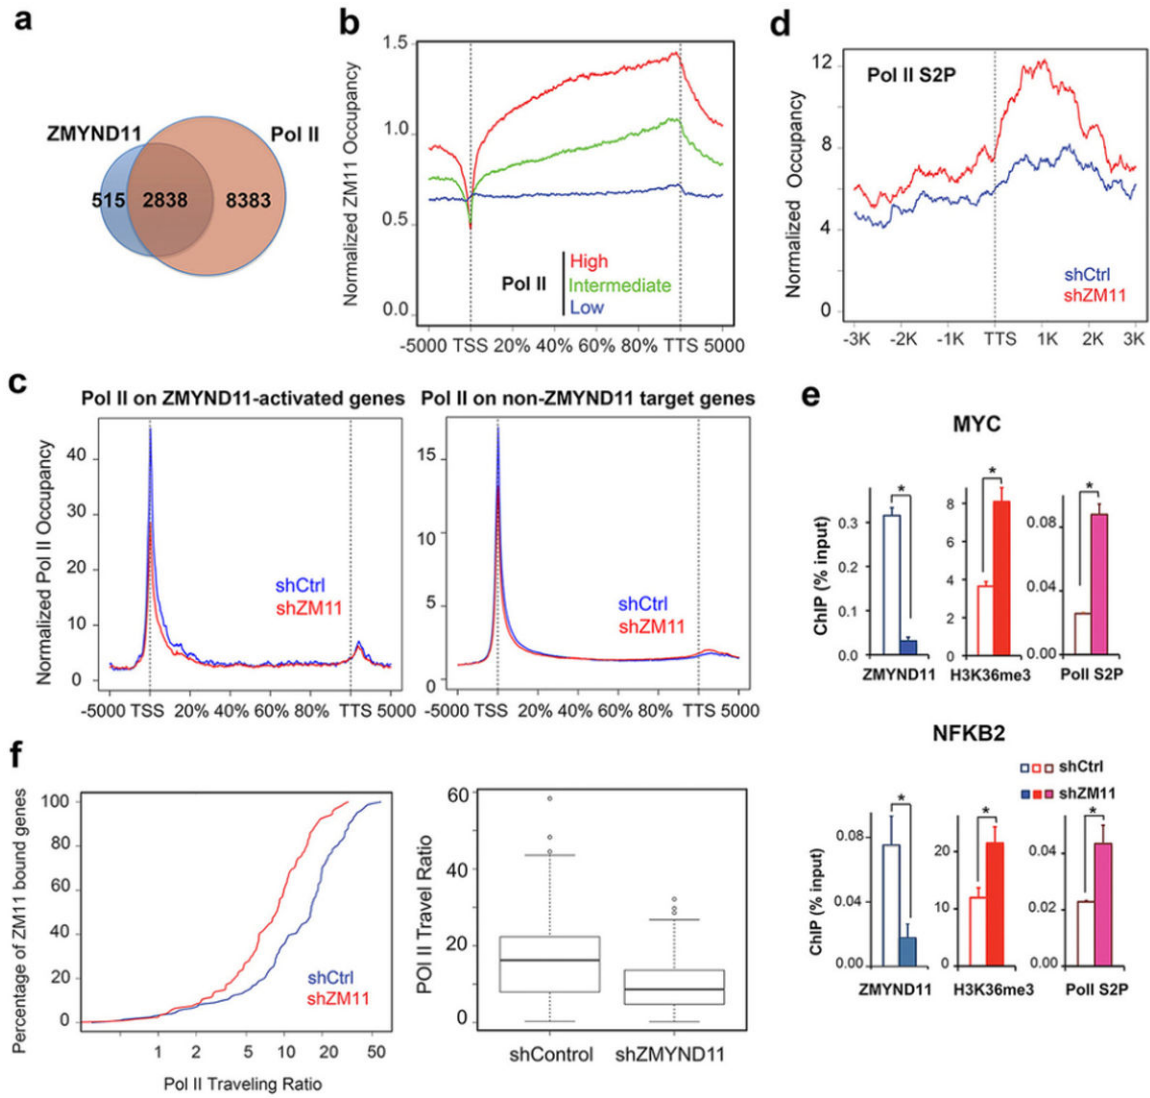 a
ZMYND11
Pol II
515
2838
8383
b
Normalized ZM11 Occupancy
1.5
1.0
0.5
0.0
Pol II
High
Intermediate
Low
-5000 TSS 20% 40% 60% 80% TTS 5000
d
Normalized Occupancy
12
8
4
0
Pol II S2P
shCtrl
shZM11
-3K -2K -1K TTS 1K 2K 3K
c
Pol II on ZMYND11-activated genes
Normalized Pol II Occupancy
40
30
20
10
0
shCtrl
shZM11
-5000 TSS 20% 40% 60% 80% TTS 5000
Pol II on non-ZMYND11 target genes
15
10
5
0
shCtrl
shZM11
-5000 TSS 20% 40% 60% 80% TTS 5000
e
MYC
ChIP (% input)
0.3
0.2
0.1
0.0
*
ZMYND11
8
6
4
2
0
*
H3K36me3
0.08
0.04
0.00
*
PolI S2P
NFKB2
shCtrl
shZM11
ChIP (% input)
0.08
0.04
0.00
*
ZMYND11
20
10
0
*
H3K36me3
0.04
0.02
0.00
*
PolI S2P
f
Percentage of ZM11 bound genes
100
80
60
40
20
0
shCtrl
shZM11
1 2 5 10 20 50
Pol II Traveling Ratio
POl II Travel Ratio
60
40
20
0
shControl shZMYND11